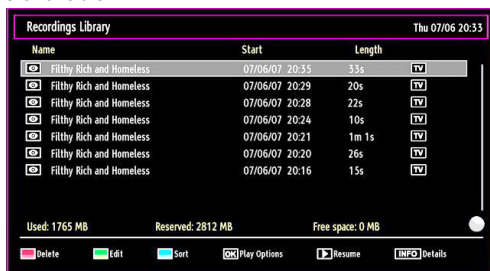 Recordings Library Thu 07/06 20:33
Name Start Length
Filthy Rich and Homeless 07/06/07 20:35 33s TV
Filthy Rich and Homeless 07/06/07 20:29 20s TV
Filthy Rich and Homeless 07/06/07 20:28 22s TV
Filthy Rich and Homeless 07/06/07 20:24 10s TV
Filthy Rich and Homeless 07/06/07 20:21 1m 1s TV
Filthy Rich and Homeless 07/06/07 20:20 26s TV
Filthy Rich and Homeless 07/06/07 20:16 15s TV
Used: 1765 MB Reserved: 2812 MB Free space: 0 MB
Delete Edit Sort OK Play Options Resume INFO Details